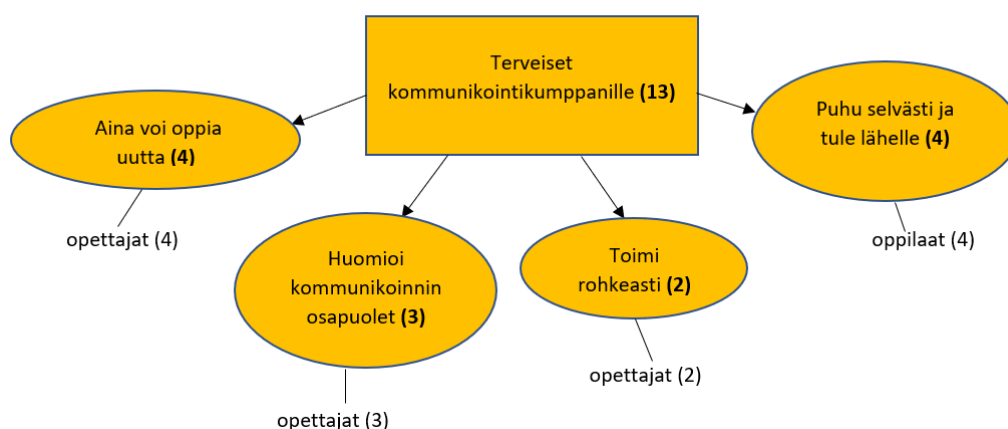 Terveiset
kommunikointikumppanille (13)
Aina voi oppia
uutta (4)
opettajat (4)
Huomioi
kommunikoinnin
osapuolet (3)
opettajat (3)
Toimi
rohkeasti (2)
opettajat (2)
Puhu selvästi ja
tule lähelle (4)
oppilaat (4)